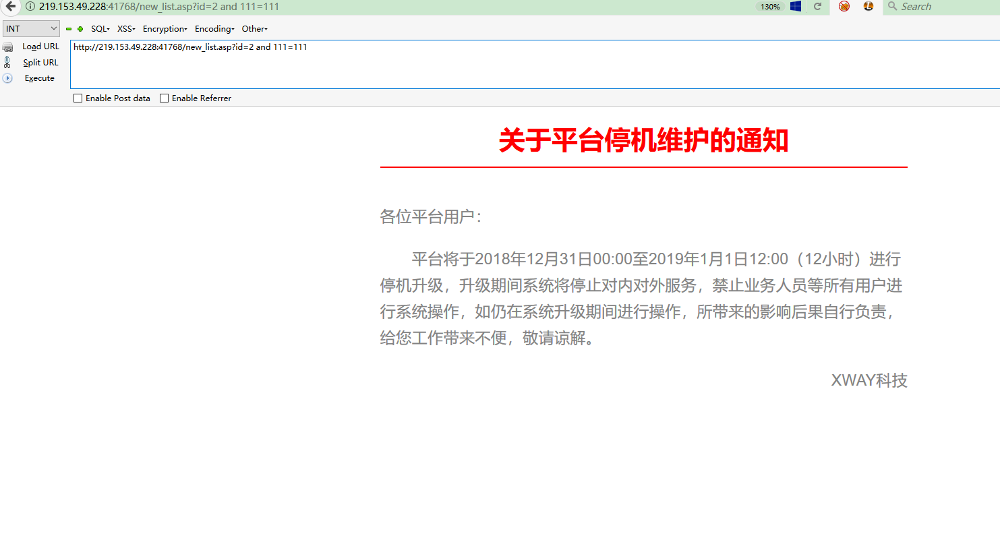 219.153.49.228:41768/new_list.asp?id=2 and 111=111
130%
Search
INT
SQL
XSS
Encryption
Encoding
Other
Load URL
http://219.153.49.228:41768/new_list.asp?id=2 and 111=111
Split URL
Execute
Enable Post data
Enable Referrer
关于平台停机维护的通知
各位平台用户：
平台将于2018年12月31日00:00至2019年1月1日12:00（12小时）进行
停机升级，升级期间系统将停止对内对外服务，禁止业务人员等所有用户进
行系统操作，如仍在系统升级期间进行操作，所带来的影响后果自行负责，
给您工作带来不便，敬请谅解。
XWAY科技